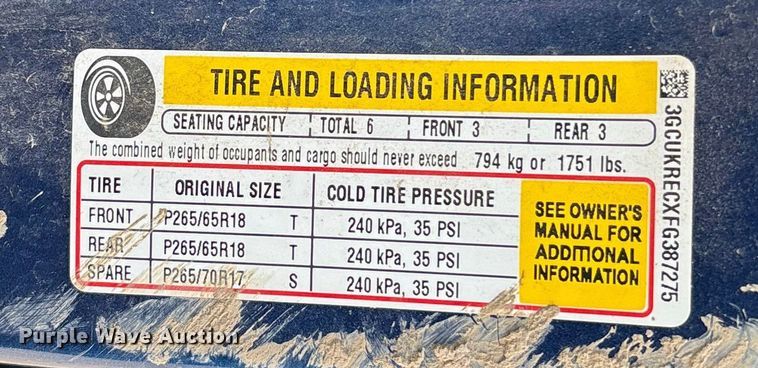 TIRE AND LOADING INFORMATION
SEATING CAPACITY TOTAL 6 FRONT 3 REAR 3
The combined weight of occupants and cargo should never exceed 794 kg or 1751 lbs.
TIRE ORIGINAL SIZE COLD TIRE PRESSURE
FRONT P265/65R18 T 240 kPa, 35 PSI
REAR P265/65R18 T 240 kPa, 35 PSI
SPARE P265/70R17 S 240 kPa, 35 PSI
SEE OWNER'S
MANUAL FOR
ADDITIONAL
INFORMATION
3GCUKRECXFG387275
Purple Wave Auction